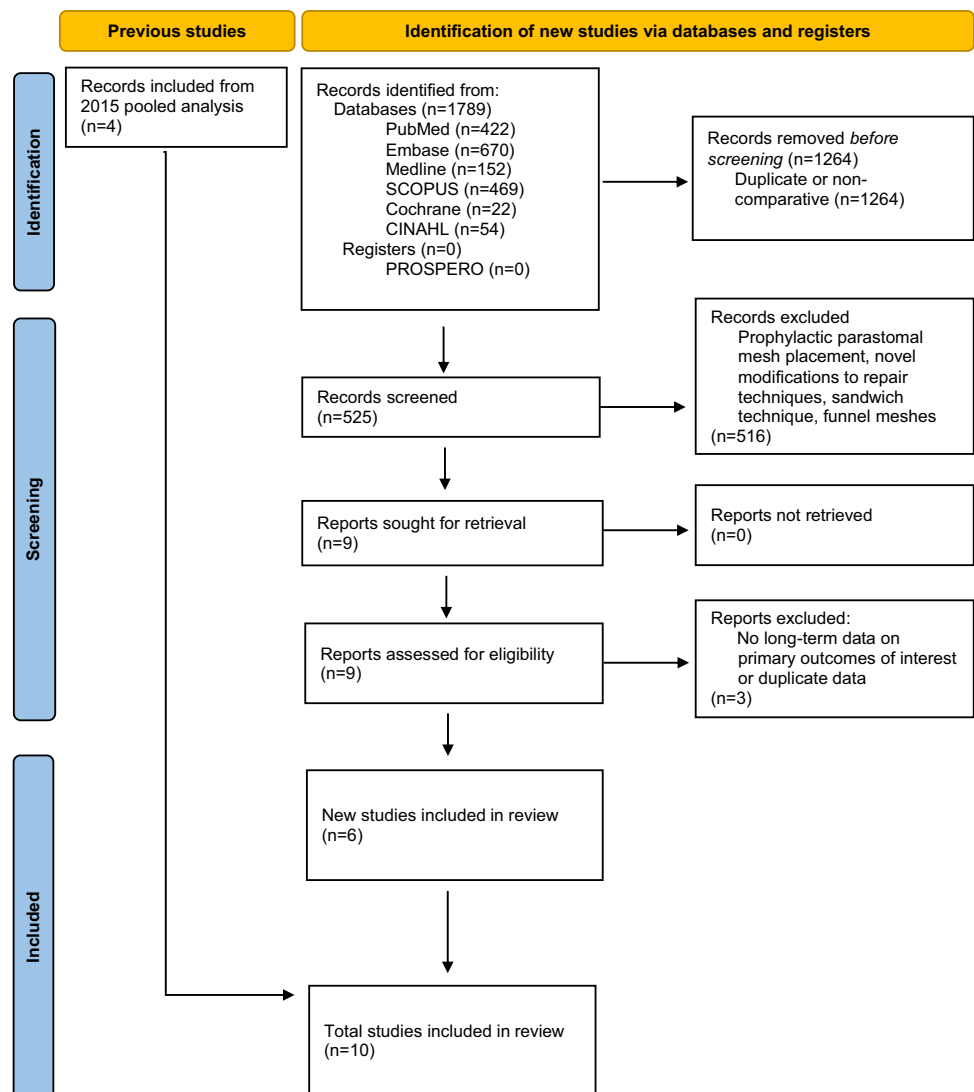 Previous studies
Identification of new studies via databases and registers
Identification
Records included from
2015 pooled analysis
(n=4)
Records identified from:
Databases (n=1789)
PubMed (n=422)
Embase (n=670)
Medline (n=152)
SCOPUS (n=469)
Cochrane (n=22)
CINAHL (n=54)
Registers (n=0)
PROSPERO (n=0)
Records removed before
screening (n=1264)
Duplicate or non-
comparative (n=1264)
Screening
Records screened
(n=525)
Records excluded
Prophylactic parastomal
mesh placement, novel
modifications to repair
techniques, sandwich
technique, funnel meshes
(n=516)
Reports sought for retrieval
(n=9)
Reports not retrieved
(n=0)
Reports assessed for eligibility
(n=9)
Reports excluded:
No long-term data on
primary outcomes of interest
or duplicate data
(n=3)
Included
New studies included in review
(n=6)
Total studies included in review
(n=10)